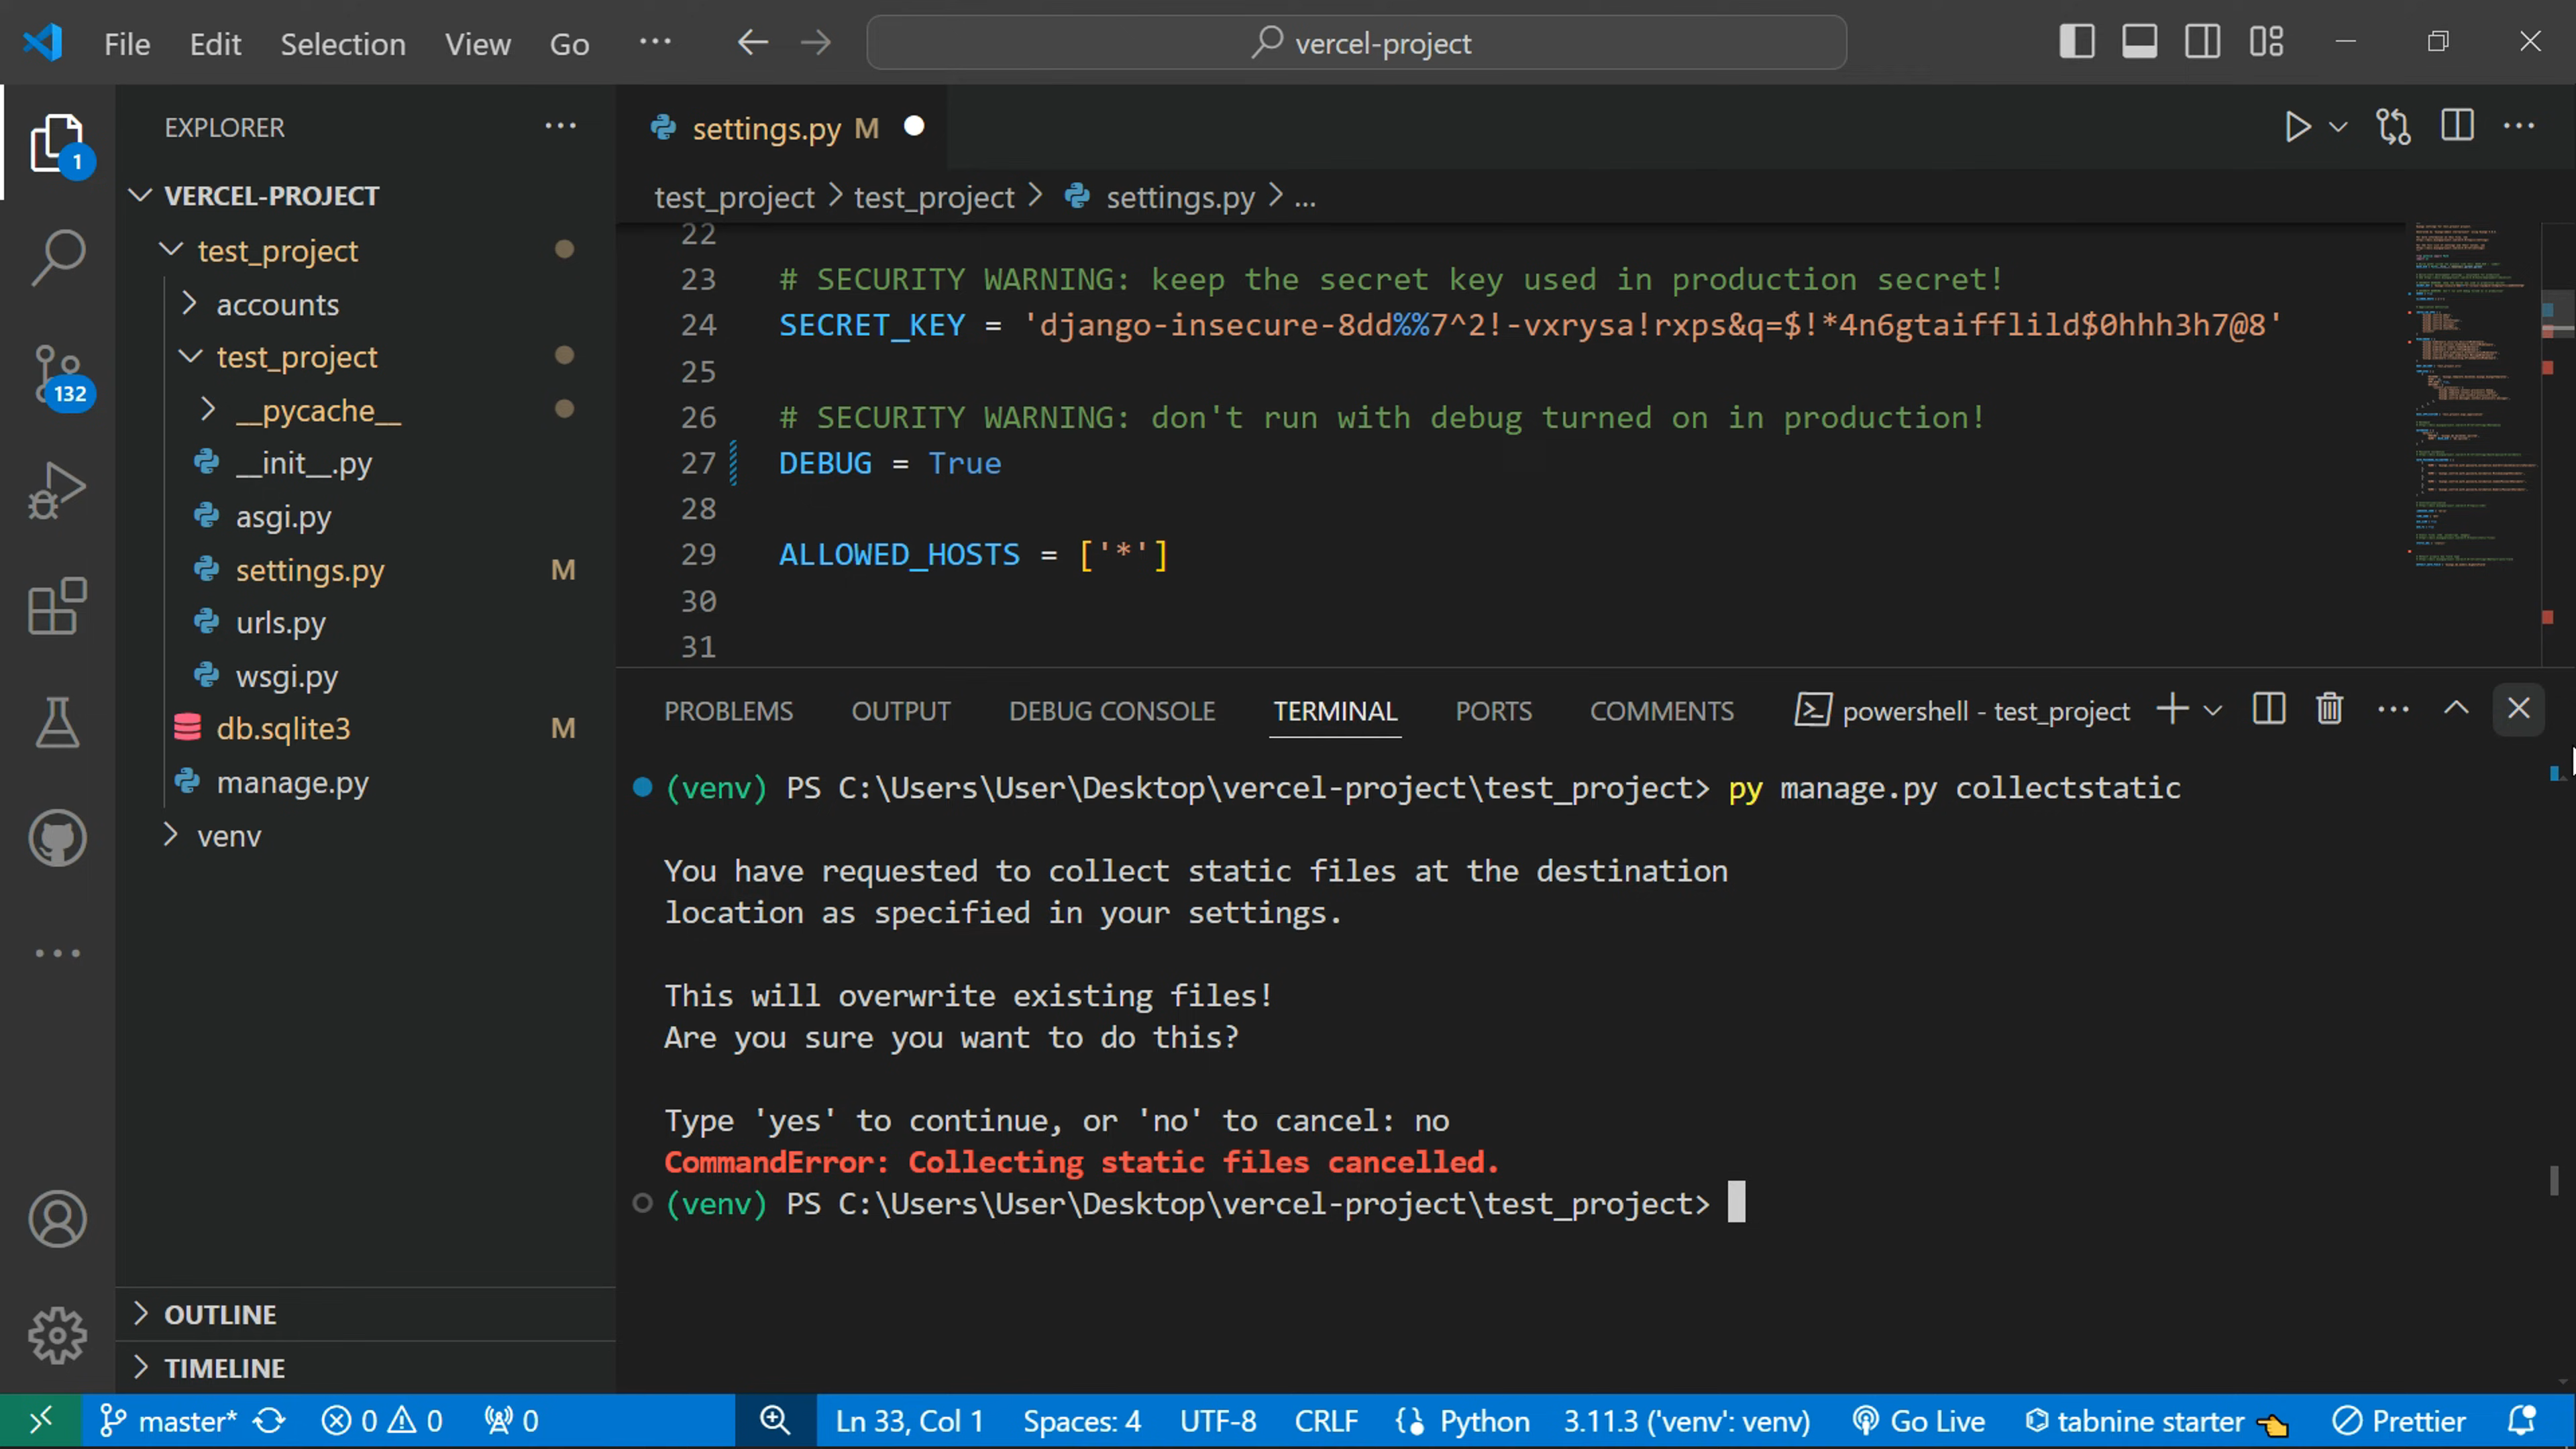 File Edit Selection View Go ... vercel-project
EXPLORER ...
1
VERCEL-PROJECT
test_project
accounts
test_project
132
__pycache__
__init__.py
asgi.py
settings.py M
urls.py
wsgi.py
db.sqlite3 M
manage.py
venv
OUTLINE
TIMELINE
settings.py M
test_project > test_project > settings.py > ...
22
23 # SECURITY WARNING: keep the secret key used in production secret!
24 SECRET_KEY = 'django-insecure-8dd%%7^2!-vxrysa!rxps&q=$!*4n6gtaifflild$0hhh3h7@8'
25
26 # SECURITY WARNING: don't run with debug turned on in production!
27 DEBUG = True
28
29 ALLOWED_HOSTS = ['*']
30
31
PROBLEMS OUTPUT DEBUG CONSOLE TERMINAL PORTS COMMENTS powershell - test_project
(venv) PS C:\Users\User\Desktop\vercel-project\test_project> py manage.py collectstatic
You have requested to collect static files at the destination
location as specified in your settings.
This will overwrite existing files!
Are you sure you want to do this?
Type 'yes' to continue, or 'no' to cancel: no
CommandError: Collecting static files cancelled.
(venv) PS C:\Users\User\Desktop\vercel-project\test_project>
master* 0 0 0 Ln 33, Col 1 Spaces: 4 UTF-8 CRLF Python 3.11.3 ('venv': venv) Go Live tabnine starter Prettier